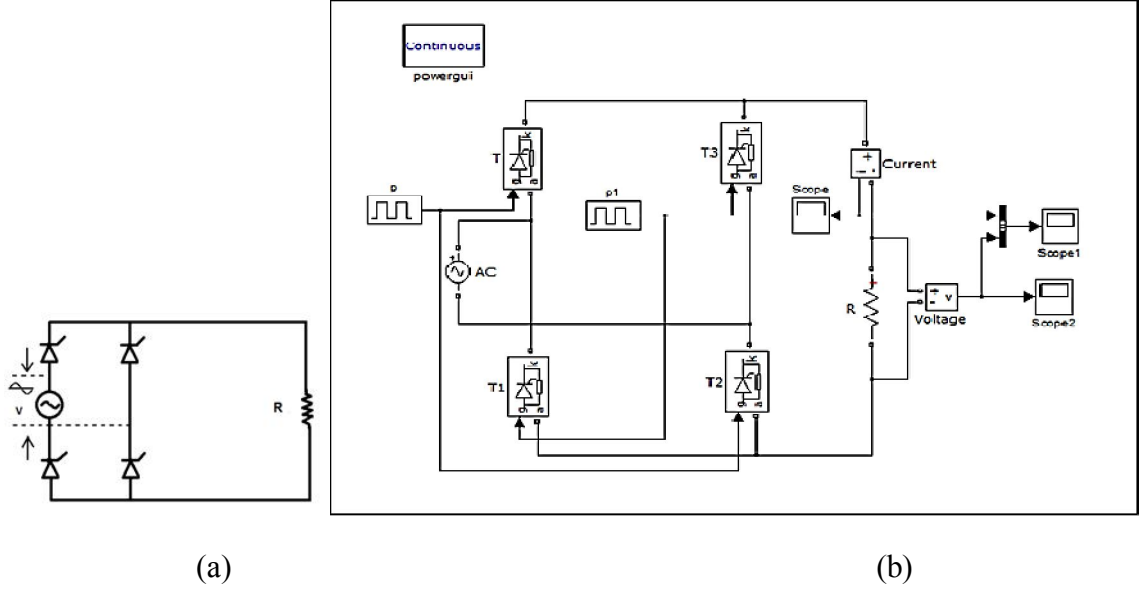 Continuous
powergui
T
k
g a
T3
k
g a
p
p1
Scope
+
-
i
Current
AC
Scope1
v
Voltage
Scope2
R
T1
k
g a
T2
k
g a
v
R
(a)
(b)